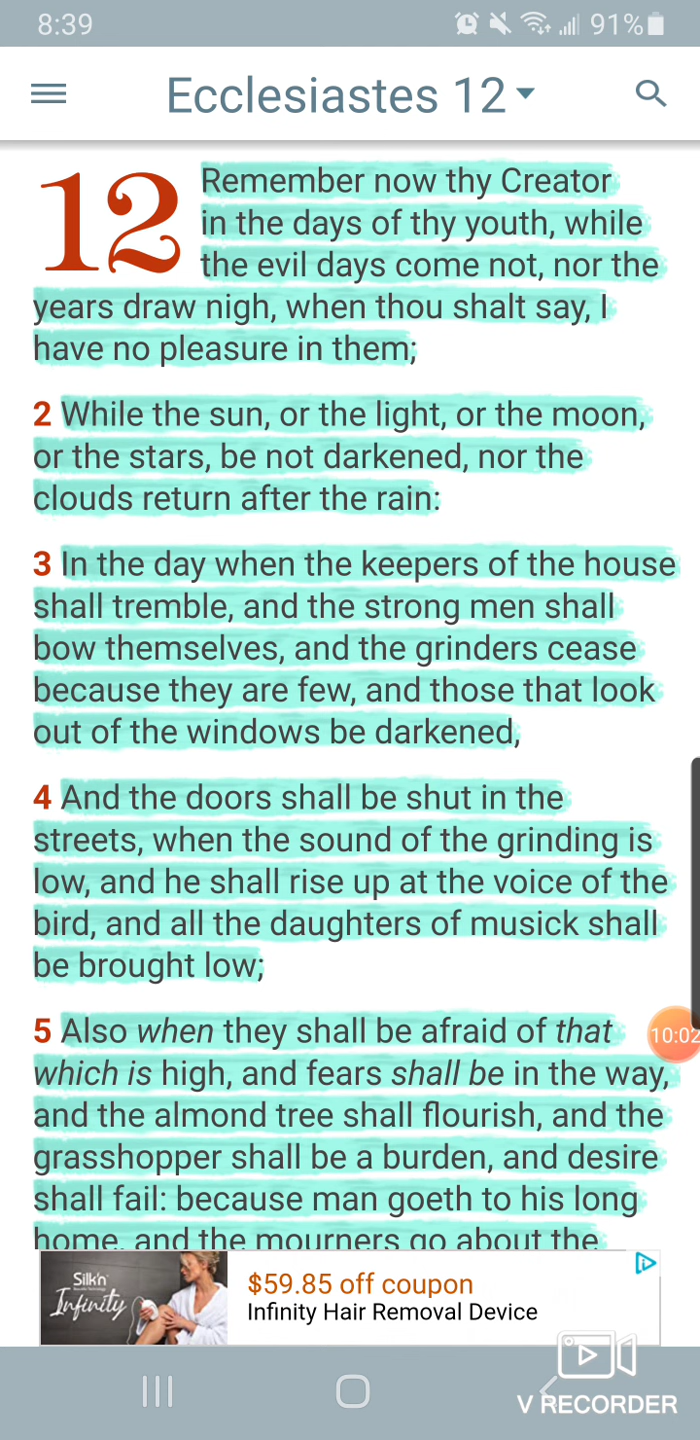 8:39
91%
Ecclesiastes 12
12 Remember now thy Creator
in the days of thy youth, while
the evil days come not, nor the
years draw nigh, when thou shalt say, I
have no pleasure in them;
2 While the sun, or the light, or the moon,
or the stars, be not darkened, nor the
clouds return after the rain:
3 In the day when the keepers of the house
shall tremble, and the strong men shall
bow themselves, and the grinders cease
because they are few, and those that look
out of the windows be darkened,
4 And the doors shall be shut in the
streets, when the sound of the grinding is
low, and he shall rise up at the voice of the
bird, and all the daughters of musick shall
be brought low;
5 Also when they shall be afraid of that
which is high, and fears shall be in the way,
and the almond tree shall flourish, and the
grasshopper shall be a burden, and desire
shall fail: because man goeth to his long
home, and the mourners go about the
10:02
Silk'n
Infinity
$59.85 off coupon
Infinity Hair Removal Device
V RECORDER